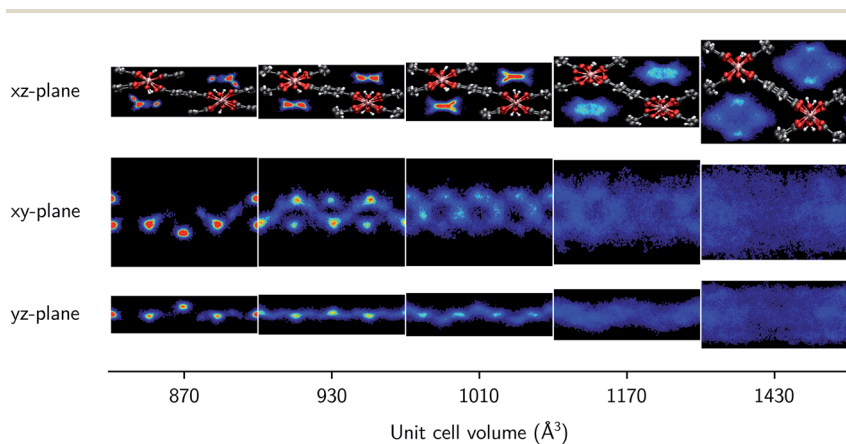 xz-plane
xy-plane
yz-plane
870 930 1010 1170 1430
Unit cell volume (Å³)